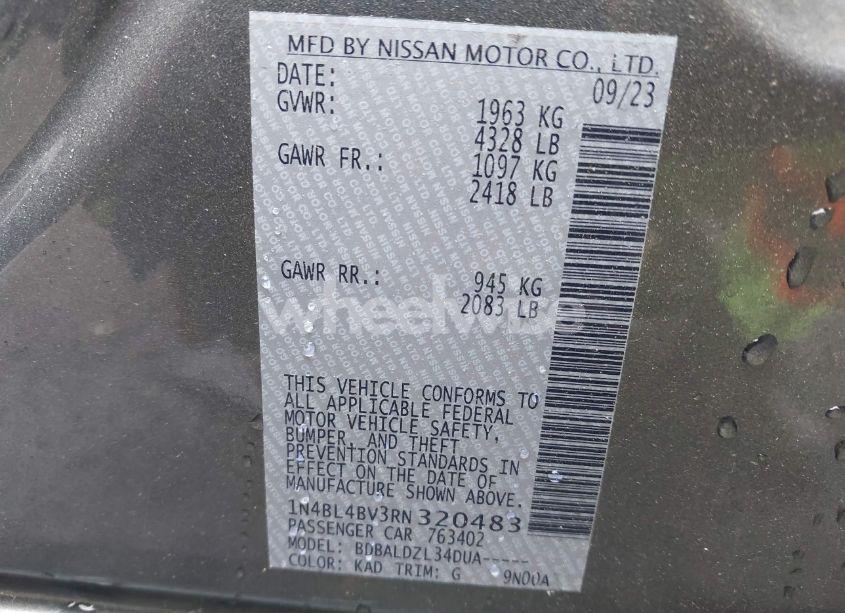 MFD BY NISSAN MOTOR CO., LTD.
DATE: 09/23
GVWR: 1963 KG
4328 LB
GAWR FR.: 1097 KG
2418 LB
GAWR RR.: 945 KG
2083 LB
wheelwise
THIS VEHICLE CONFORMS TO
ALL APPLICABLE FEDERAL
MOTOR VEHICLE SAFETY,
BUMPER, AND THEFT
PREVENTION STANDARDS IN
EFFECT ON THE DATE OF
MANUFACTURE SHOWN ABOVE.
1N4BL4BV3RN320483
PASSENGER CAR 763402
MODEL: BDBALDZL34DUA-----
COLOR: KAD TRIM: G 9N00A